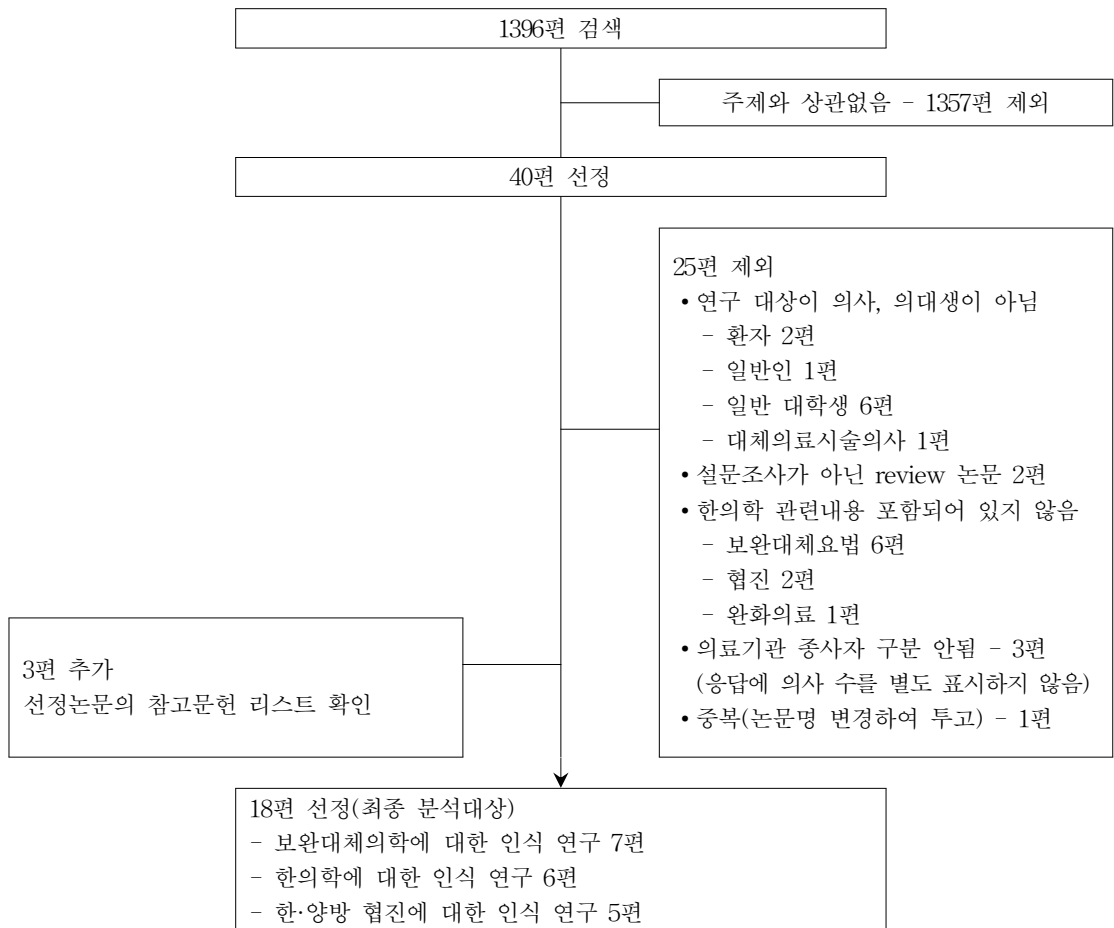 1396편 검색
주제와 상관없음 - 1357편 제외
40편 선정
25편 제외
• 연구 대상이 의사, 의대생이 아님
- 환자 2편
- 일반인 1편
- 일반 대학생 6편
- 대체의료시술의사 1편
• 설문조사가 아닌 review 논문 2편
• 한의학 관련내용 포함되어 있지 않음
- 보완대체요법 6편
- 협진 2편
- 완화의료 1편
• 의료기관 종사자 구분 안됨 - 3편
(응답에 의사 수를 별도 표시하지 않음)
• 중복(논문명 변경하여 투고) - 1편
3편 추가
선정논문의 참고문헌 리스트 확인
18편 선정(최종 분석대상)
- 보완대체의학에 대한 인식 연구 7편
- 한의학에 대한 인식 연구 6편
- 한·양방 협진에 대한 인식 연구 5편